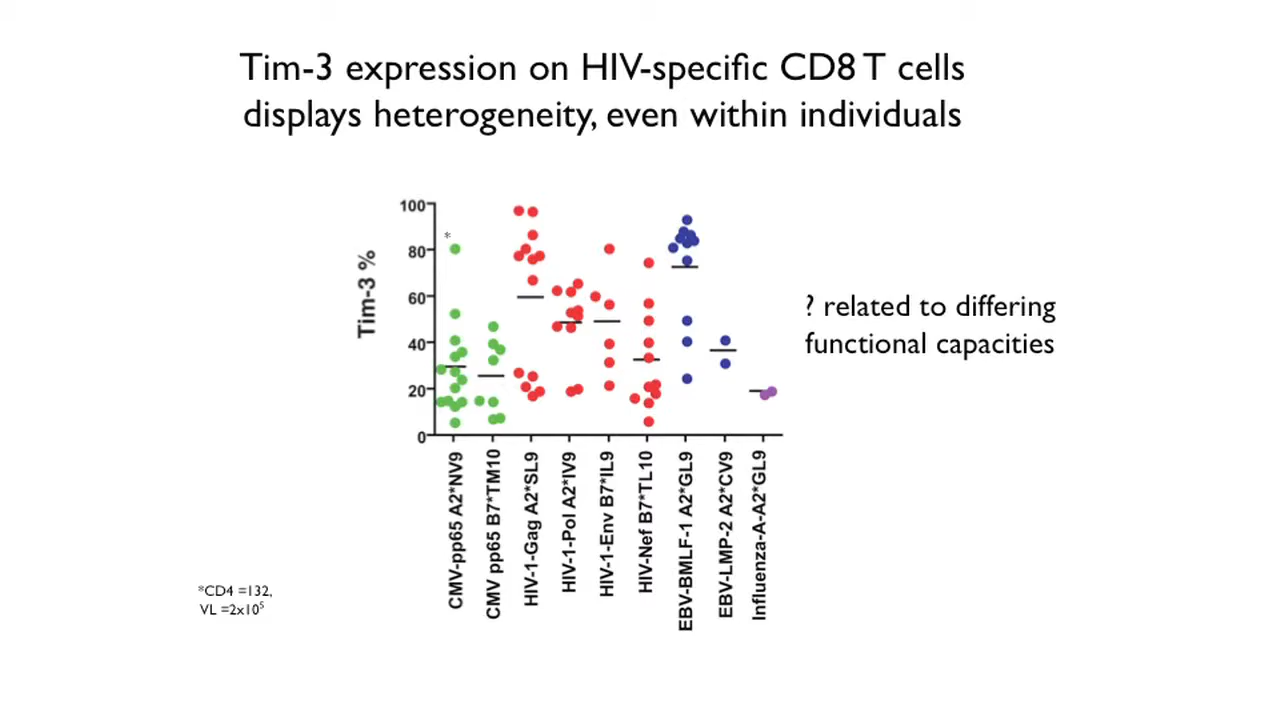 Tim-3 expression on HIV-specific CD8 T cells
displays heterogeneity, even within individuals
Tim-3 %
100
80
60
40
20
0
*
CMV-pp65 A2*NV9
CMV pp65 B7*TM10
HIV-1-Gag A2*SL9
HIV-1-Pol A2*IV9
HIV-1-Env B7*IL9
HIV-Nef B7*TL10
EBV-BMLF-1 A2*GL9
EBV-LMP-2 A2*CV9
Influenza-A-A2*GL9
? related to differing
functional capacities
*CD4 =132,
VL =2x10⁵